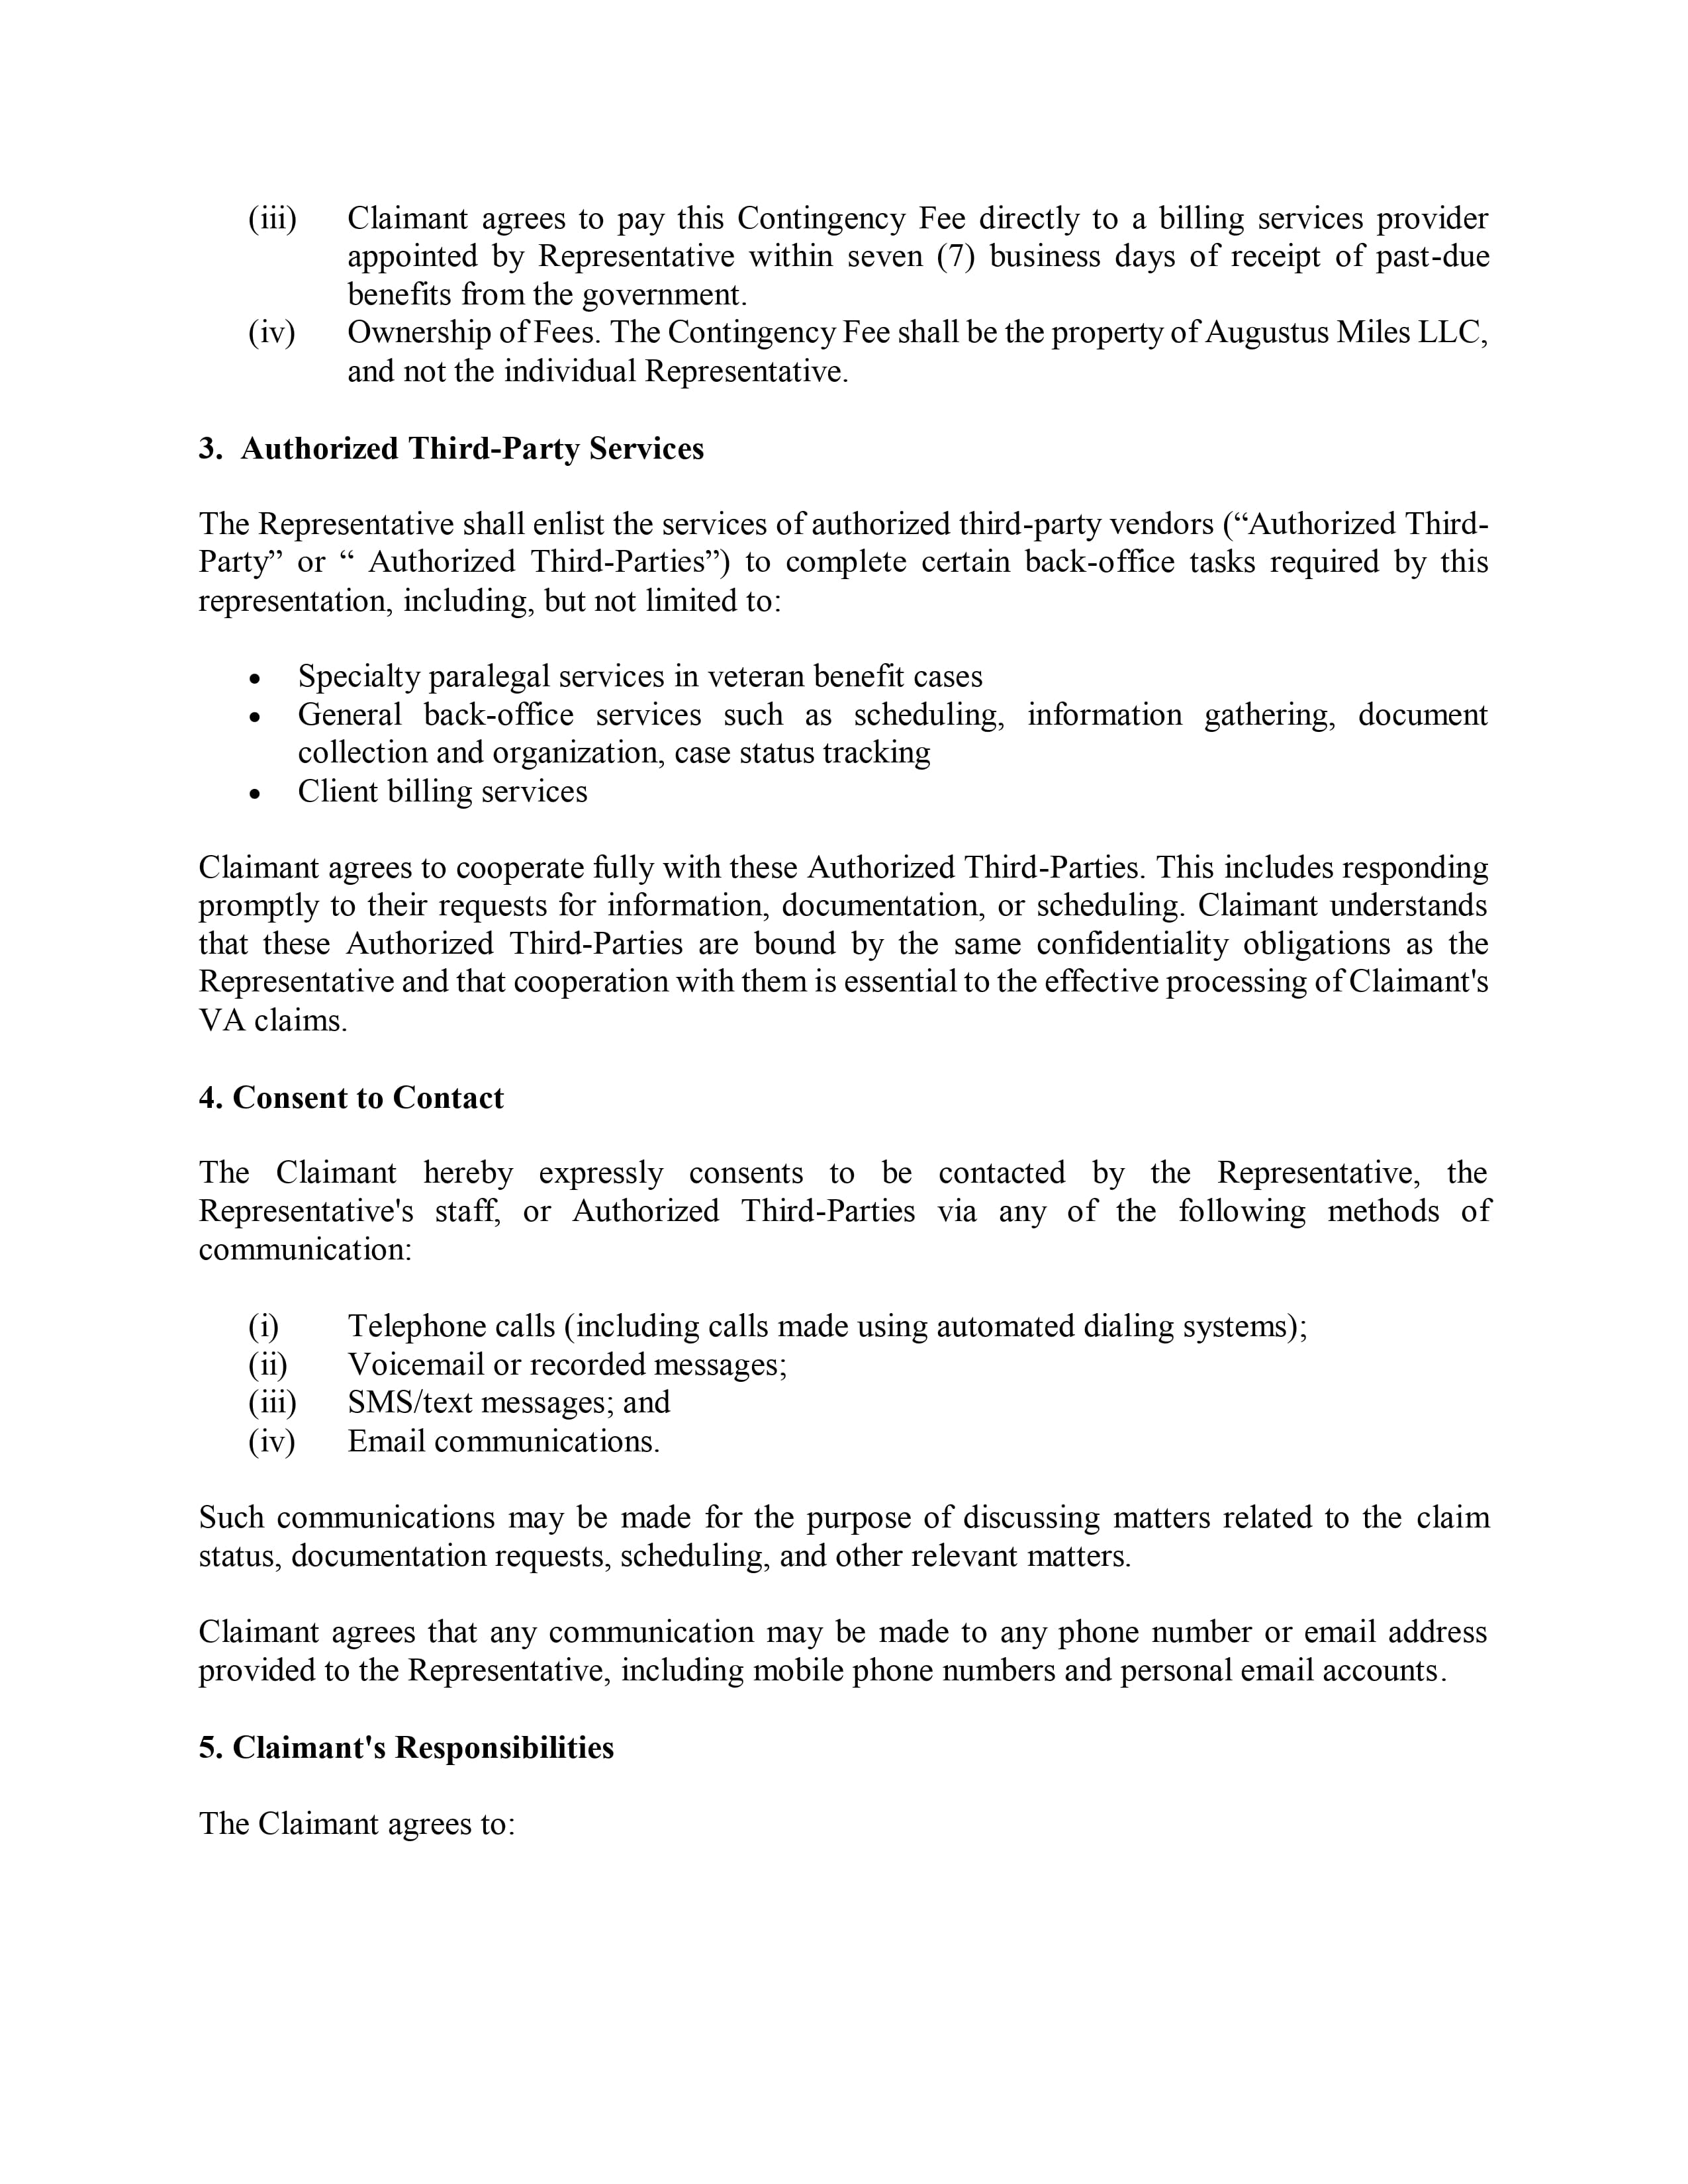 (iii) Claimant agrees to pay this Contingency Fee directly to a billing services provider
appointed by Representative within seven (7) business days of receipt of past-due
benefits from the government.
(iv) Ownership of Fees. The Contingency Fee shall be the property of Augustus Miles LLC,
and not the individual Representative.
3. Authorized Third-Party Services
The Representative shall enlist the services of authorized third-party vendors (“Authorized Third-
Party” or “ Authorized Third-Parties”) to complete certain back-office tasks required by this
representation, including, but not limited to:
• Specialty paralegal services in veteran benefit cases
• General back-office services such as scheduling, information gathering, document
collection and organization, case status tracking
• Client billing services
Claimant agrees to cooperate fully with these Authorized Third-Parties. This includes responding
promptly to their requests for information, documentation, or scheduling. Claimant understands
that these Authorized Third-Parties are bound by the same confidentiality obligations as the
Representative and that cooperation with them is essential to the effective processing of Claimant's
VA claims.
4. Consent to Contact
The Claimant hereby expressly consents to be contacted by the Representative, the
Representative's staff, or Authorized Third-Parties via any of the following methods of
communication:
(i) Telephone calls (including calls made using automated dialing systems);
(ii) Voicemail or recorded messages;
(iii) SMS/text messages; and
(iv) Email communications.
Such communications may be made for the purpose of discussing matters related to the claim
status, documentation requests, scheduling, and other relevant matters.
Claimant agrees that any communication may be made to any phone number or email address
provided to the Representative, including mobile phone numbers and personal email accounts.
5. Claimant's Responsibilities
The Claimant agrees to: